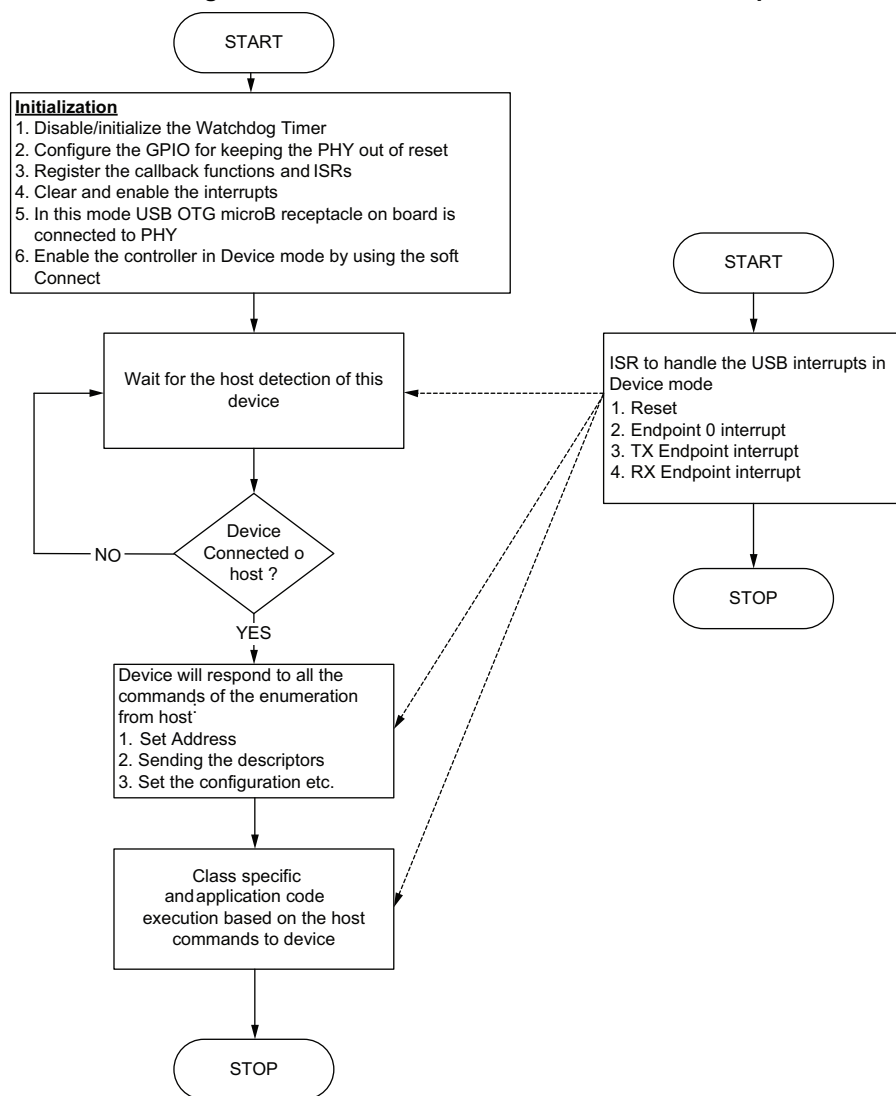 START
Initialization
1. Disable/initialize the Watchdog Timer
2. Configure the GPIO for keeping the PHY out of reset
3. Register the callback functions and ISRs
4. Clear and enable the interrupts
5. In this mode USB OTG microB receptacle on board is
connected to PHY
6. Enable the controller in Device mode by using the soft
Connect
Wait for the host detection of this
device
Device
Connected o
host ?
NO
YES
Device will respond to all the
commands of the enumeration
from host:
1. Set Address
2. Sending the descriptors
3. Set the configuration etc.
Class specific
and application code
execution based on the host
commands to device
STOP
START
ISR to handle the USB interrupts in
Device mode
1. Reset
2. Endpoint 0 interrupt
3. TX Endpoint interrupt
4. RX Endpoint interrupt
STOP